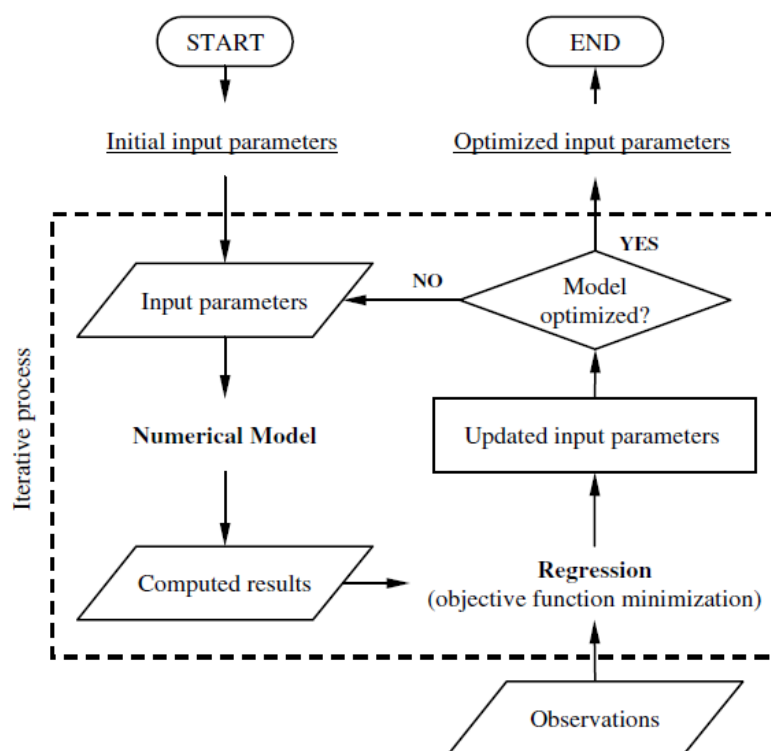 START
END
Initial input parameters
Optimized input parameters
YES
NO
Input parameters
Model
optimized?
Iterative process
Numerical Model
Updated input parameters
Computed results
Regression
(objective function minimization)
Observations